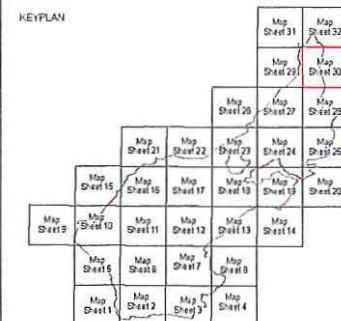 KEYPLAN
Map
Sheet 31
Map
Sheet 32
Map
Sheet 29
Map
Sheet 30
Map
Sheet 26
Map
Sheet 27
Map
Sheet 28
Map
Sheet 21
Map
Sheet 22
Map
Sheet 23
Map
Sheet 24
Map
Sheet 25
Map
Sheet 15
Map
Sheet 16
Map
Sheet 17
Map
Sheet 18
Map
Sheet 19
Map
Sheet 20
Map
Sheet 9
Map
Sheet 10
Map
Sheet 11
Map
Sheet 12
Map
Sheet 13
Map
Sheet 14
Map
Sheet 5
Map
Sheet 6
Map
Sheet 7
Map
Sheet 8
Map
Sheet 1
Map
Sheet 2
Map
Sheet 3
Map
Sheet 4